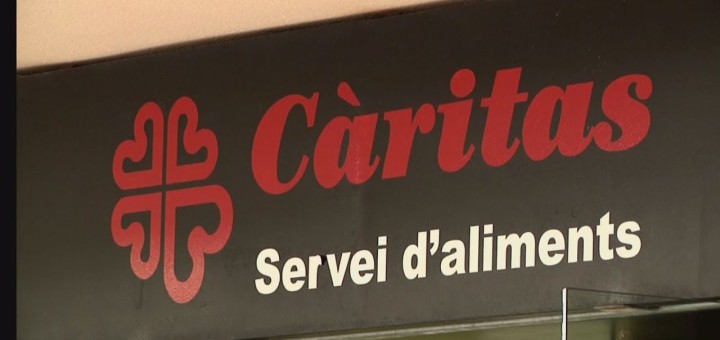 Càritas
Servei d'aliments